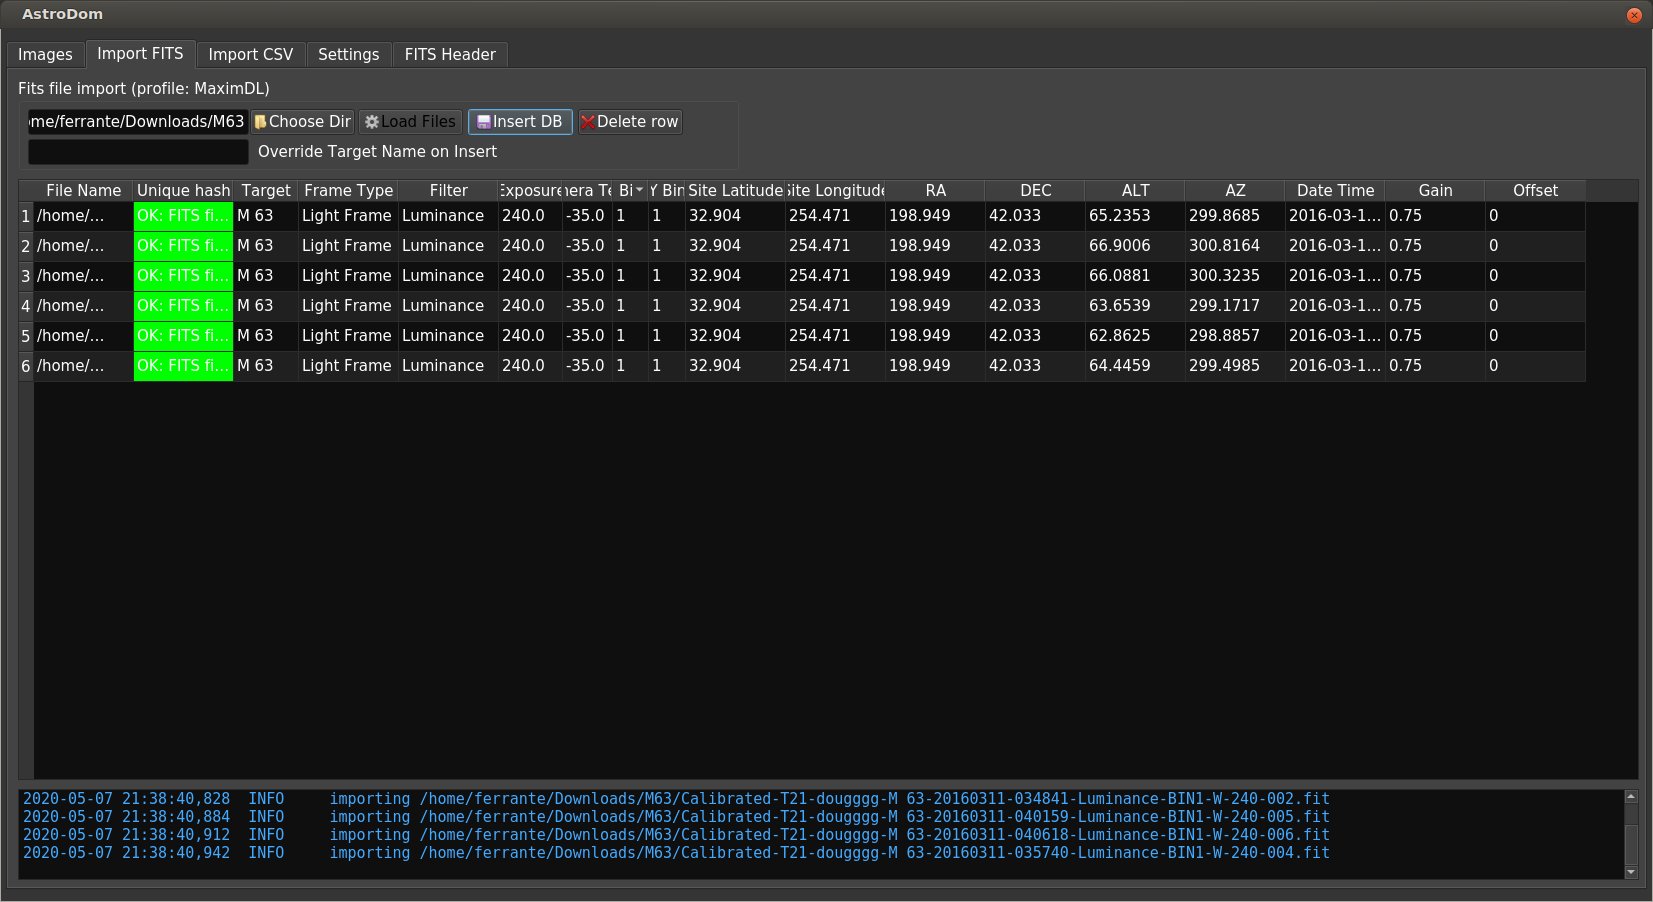 AstroDom
Images Import FITS Import CSV Settings FITS Header
Fits file import (profile: MaximDL)
ome/ferrante/Downloads/M63 Choose Dir Load Files Insert DB Delete row
Override Target Name on Insert
File Name Unique hash Target Frame Type Filter Exposure nera Te Bi Y Bin Site Latitude Site Longitude RA DEC ALT AZ Date Time Gain Offset
1 /home/... OK: FITS fi... M 63 Light Frame Luminance 240.0 -35.0 1 1 32.904 254.471 198.949 42.033 65.2353 299.8685 2016-03-1... 0.75 0
2 /home/... OK: FITS fi... M 63 Light Frame Luminance 240.0 -35.0 1 1 32.904 254.471 198.949 42.033 66.9006 300.8164 2016-03-1... 0.75 0
3 /home/... OK: FITS fi... M 63 Light Frame Luminance 240.0 -35.0 1 1 32.904 254.471 198.949 42.033 66.0881 300.3235 2016-03-1... 0.75 0
4 /home/... OK: FITS fi... M 63 Light Frame Luminance 240.0 -35.0 1 1 32.904 254.471 198.949 42.033 63.6539 299.1717 2016-03-1... 0.75 0
5 /home/... OK: FITS fi... M 63 Light Frame Luminance 240.0 -35.0 1 1 32.904 254.471 198.949 42.033 62.8625 298.8857 2016-03-1... 0.75 0
6 /home/... OK: FITS fi... M 63 Light Frame Luminance 240.0 -35.0 1 1 32.904 254.471 198.949 42.033 64.4459 299.4985 2016-03-1... 0.75 0
2020-05-07 21:38:40,828 INFO importing /home/ferrante/Downloads/M63/Calibrated-T21-dougggg-M 63-20160311-034841-Luminance-BIN1-W-240-002.fit
2020-05-07 21:38:40,884 INFO importing /home/ferrante/Downloads/M63/Calibrated-T21-dougggg-M 63-20160311-040159-Luminance-BIN1-W-240-005.fit
2020-05-07 21:38:40,912 INFO importing /home/ferrante/Downloads/M63/Calibrated-T21-dougggg-M 63-20160311-040618-Luminance-BIN1-W-240-006.fit
2020-05-07 21:38:40,942 INFO importing /home/ferrante/Downloads/M63/Calibrated-T21-dougggg-M 63-20160311-035740-Luminance-BIN1-W-240-004.fit